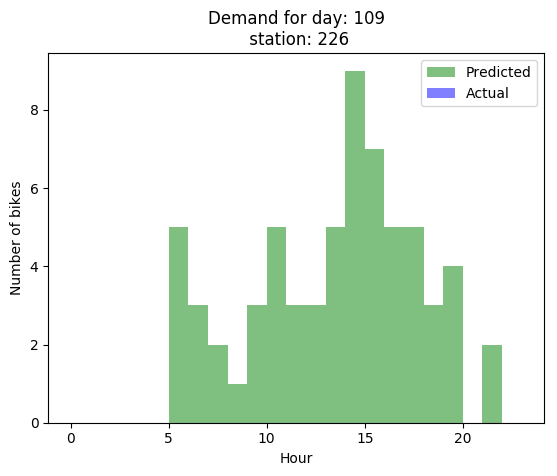 Demand for day: 109
station: 226
Predicted
Actual
Number of bikes
8
6
4
2
0
0
5
10
15
20
Hour